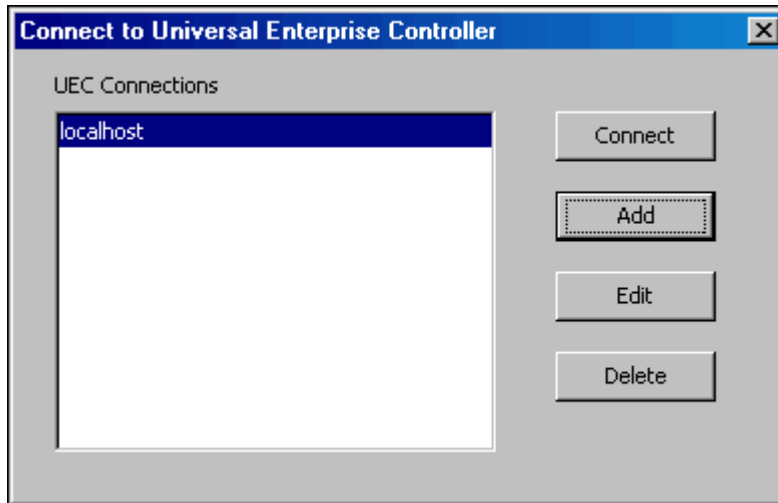 Connect to Universal Enterprise Controller
UEC Connections
localhost
Connect
Add
Edit
Delete